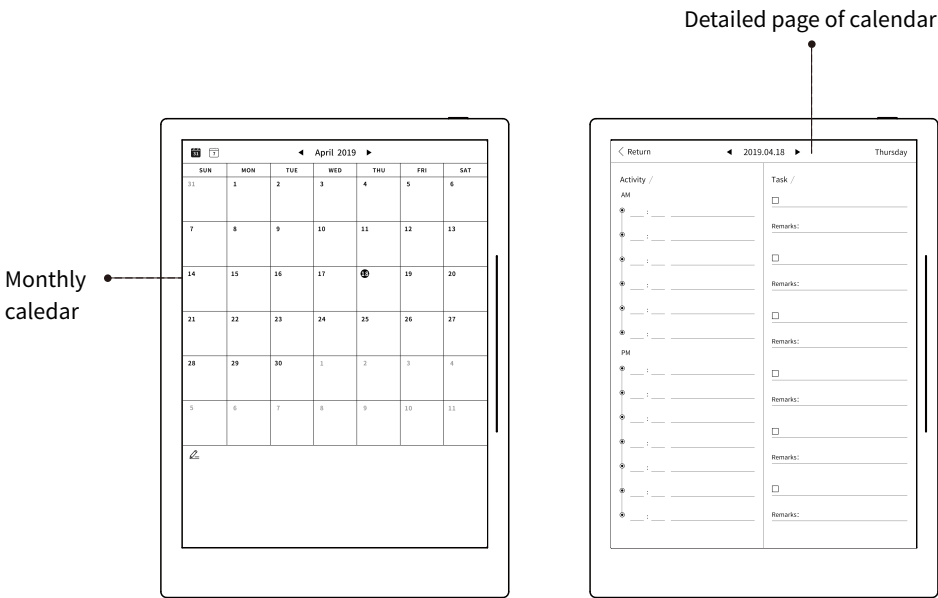 Detailed page of calendar
Monthly
caledar
31 7
◀ April 2019 ▶
SUN MON TUE WED THU FRI SAT
31 1 2 3 4 5 6
7 8 9 10 11 12 13
14 15 16 17 18 19 20
21 22 23 24 25 26 27
28 29 30 1 2 3 4
5 6 7 8 9 10 11
< Return ◀ 2019.04.18 ▶ Thursday
Activity /
AM
:
:
:
:
:
:
PM
:
:
:
:
:
:
:
Task /
Remarks:
Remarks:
Remarks:
Remarks:
Remarks:
Remarks: